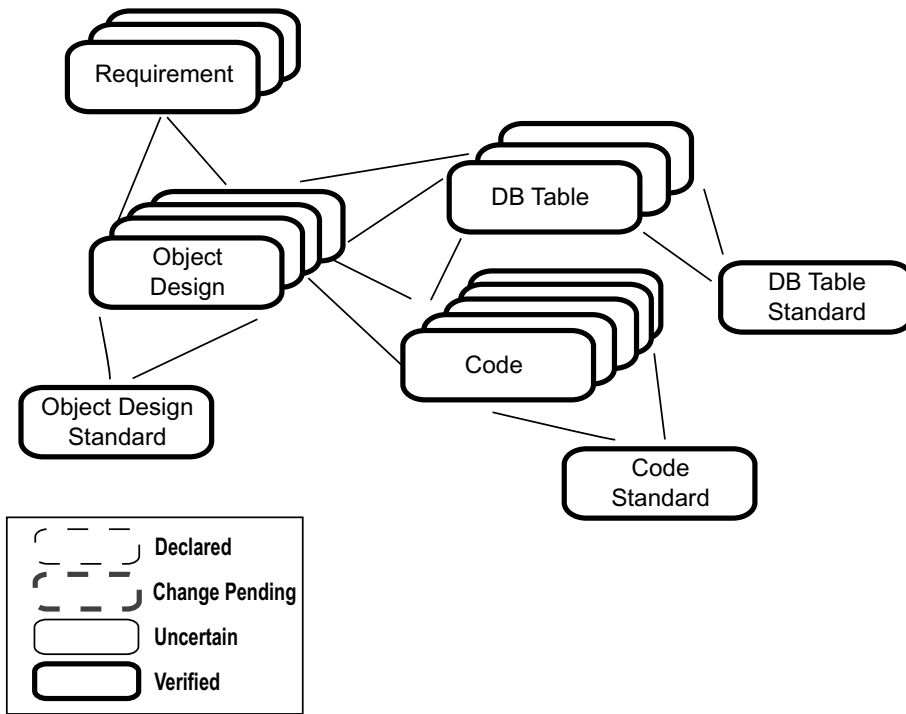 Requirement
DB Table
Object
Design
DB Table
Standard
Code
Object Design
Standard
Code
Standard
Declared
Change Pending
Uncertain
Verified